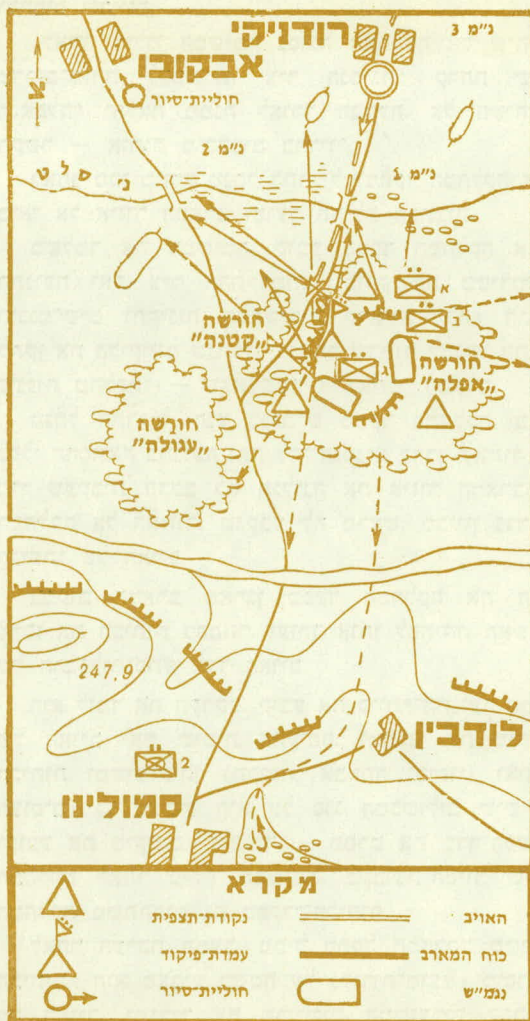 נ״מ 3
רודניקי
אבקובו
חוליית-סיור
נ״מ 2
נ״מ 1
א
ב
ג
חורשה
״קטנה״
חורשה
״אפלה״
חורשה
״עגולה״
247.9
לודבין
2
סמולינו
מקרא
נקודת-תצפית
האויב
עמדת-פיקוד
כוח המארב
חוליית-סיור
נגמ״ש